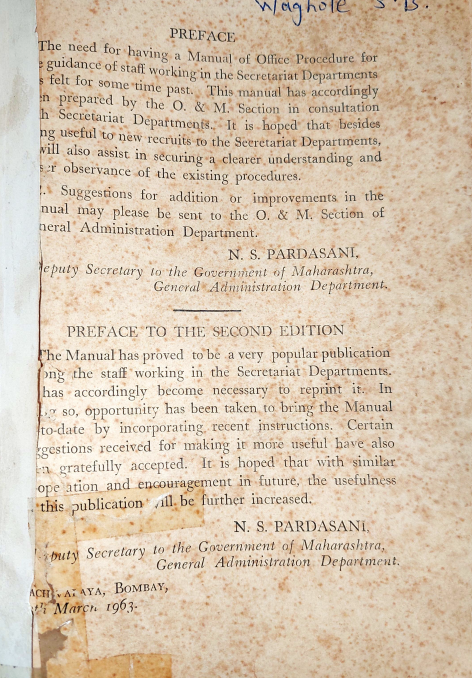 Waghole S. B.
PREFACE
The need for having a Manual of Office Procedure for
guidance of staff working in the Secretariat Departments
s felt for some time past. This manual has accordingly
n prepared by the O. & M. Section in consultation
h Secretariat Departments. It is hoped that besides
ng useful to new recruits to the Secretariat Departments,
will also assist in securing a clearer understanding and
er observance of the existing procedures.
. Suggestions for addition or improvements in the
nual may please be sent to the O. & M. Section of
neral Administration Department.
N. S. PARDASANI,
eputy Secretary to the Government of Maharashtra,
General Administration Department.
PREFACE TO THE SECOND EDITION
The Manual has proved to be a very popular publication
ong the staff working in the Secretariat Departments.
has accordingly become necessary to reprint it. In
g so, opportunity has been taken to bring the Manual
to-date by incorporating recent instructions. Certain
ggestions received for making it more useful have also
n gratefully accepted. It is hoped that with similar
ope ation and encouragement in future, the usefulness
this publication will be further increased.
N. S. PARDASANI,
eputy Secretary to the Government of Maharashtra,
General Administration Department.
BOMBAY,
th March 1963.